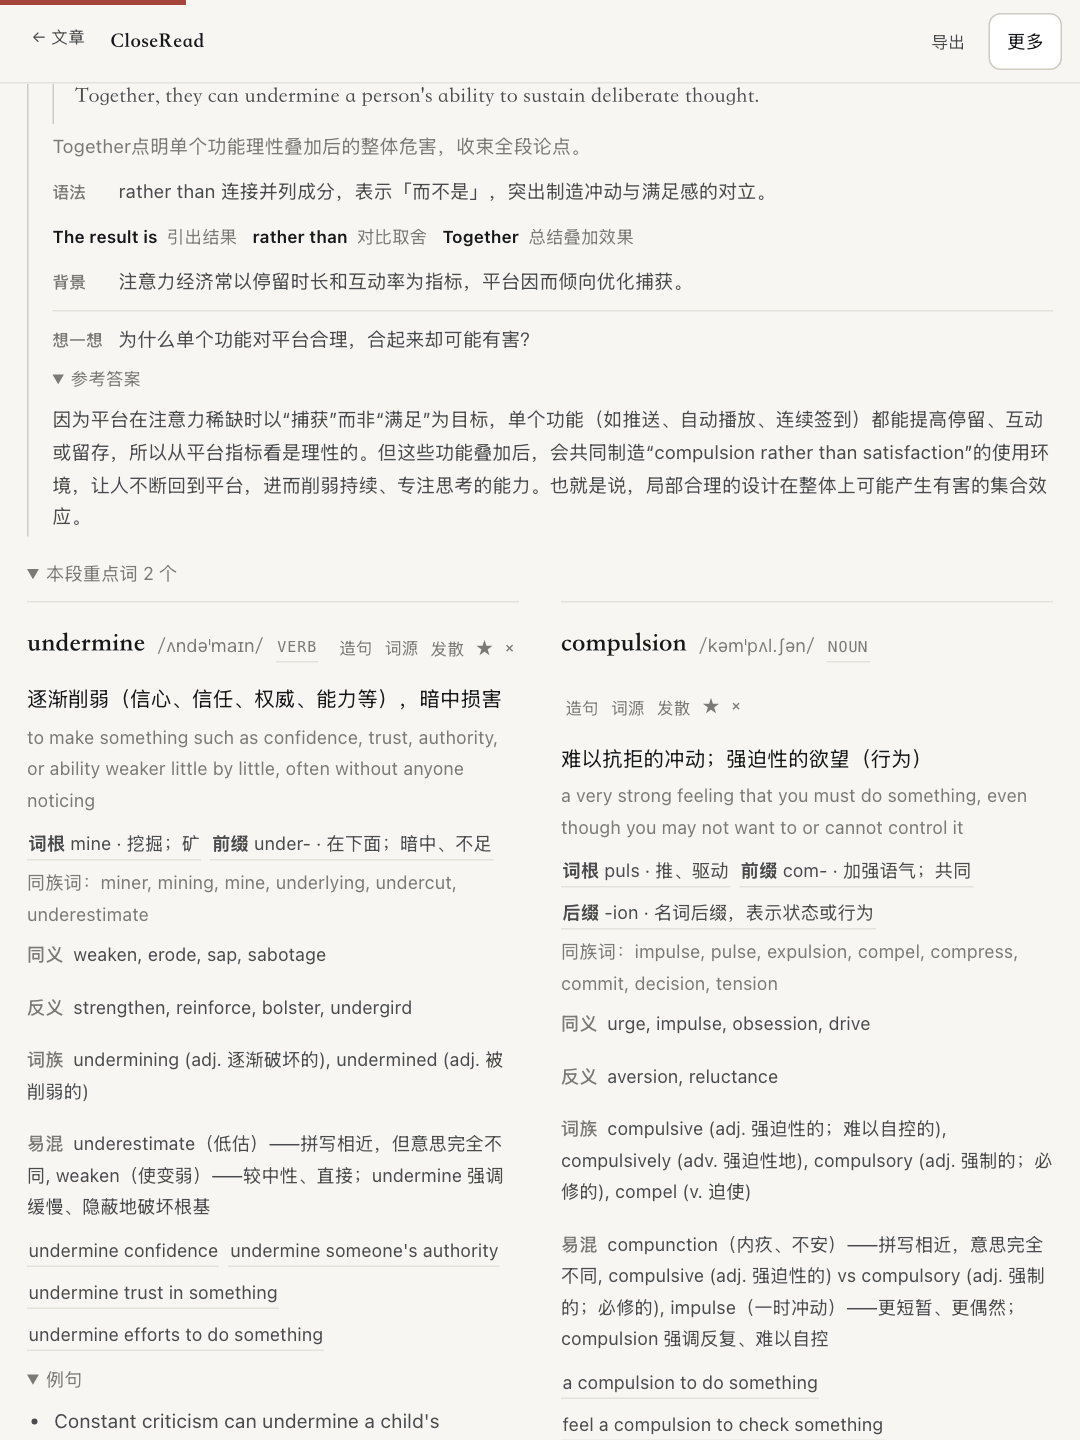 ← 文章 CloseRead 导出 更多
Together, they can undermine a person's ability to sustain deliberate thought.
Together点明单个功能理性叠加后的整体危害，收束全段论点。
语法 rather than 连接并列成分，表示「而不是」，突出制造冲动与满足感的对立。
The result is 引出结果 rather than 对比取舍 Together 总结叠加效果
背景 注意力经济常以停留时长和互动率为指标，平台因而倾向优化捕获。
想一想 为什么单个功能对平台合理，合起来却可能有害？
▼ 参考答案
因为平台在注意力稀缺时以“捕获”而非“满足”为目标，单个功能（如推送、自动播放、连续签到）都能提高停留、互动
或留存，所以从平台指标看是理性的。但这些功能叠加后，会共同制造“compulsion rather than satisfaction”的使用环
境，让人不断回到平台，进而削弱持续、专注思考的能力。也就是说，局部合理的设计在整体上可能产生有害的集合效
应。
▼ 本段重点词 2 个
undermine /ʌndəˈmaɪn/ VERB 造句 词源 发散 ★ ×
逐渐削弱（信心、信任、权威、能力等），暗中损害
to make something such as confidence, trust, authority,
or ability weaker little by little, often without anyone
noticing
词根 mine · 挖掘；矿 前缀 under- · 在下面；暗中、不足
同族词：miner, mining, mine, underlying, undercut,
underestimate
同义 weaken, erode, sap, sabotage
反义 strengthen, reinforce, bolster, undergird
词族 undermining (adj. 逐渐破坏的), undermined (adj. 被
削弱的)
易混 underestimate（低估）——拼写相近，但意思完全不
同, weaken（使变弱）——较中性、直接；undermine 强调
缓慢、隐蔽地破坏根基
undermine confidence undermine someone's authority
undermine trust in something
undermine efforts to do something
▼ 例句
• Constant criticism can undermine a child's
compulsion /kəmˈpʌl.ʃən/ NOUN
造句 词源 发散 ★ ×
难以抗拒的冲动；强迫性的欲望（行为）
a very strong feeling that you must do something, even
though you may not want to or cannot control it
词根 puls · 推、驱动 前缀 com- · 加强语气；共同
后缀 -ion · 名词后缀，表示状态或行为
同族词：impulse, pulse, expulsion, compel, compress,
commit, decision, tension
同义 urge, impulse, obsession, drive
反义 aversion, reluctance
词族 compulsive (adj. 强迫性的；难以自控的),
compulsively (adv. 强迫性地), compulsory (adj. 强制的；必
修的), compel (v. 迫使)
易混 compunction（内疚、不安）——拼写相近，意思完全
不同, compulsive (adj. 强迫性的) vs compulsory (adj. 强制
的；必修的), impulse（一时冲动）——更短暂、更偶然；
compulsion 强调反复、难以自控
a compulsion to do something
feel a compulsion to check something